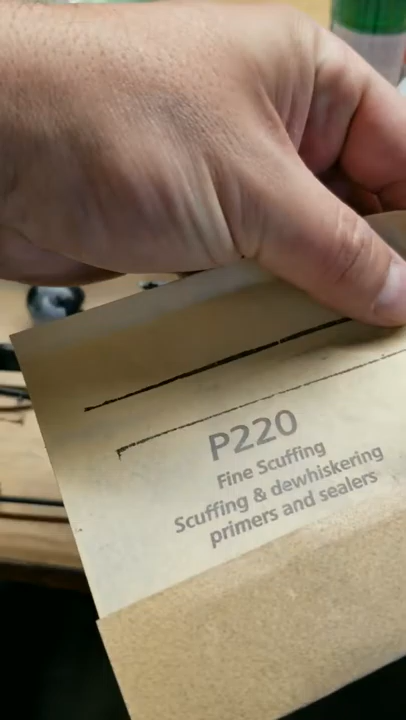 P220
Fine Scuffing
Scuffing & dewhiskering
primers and sealers